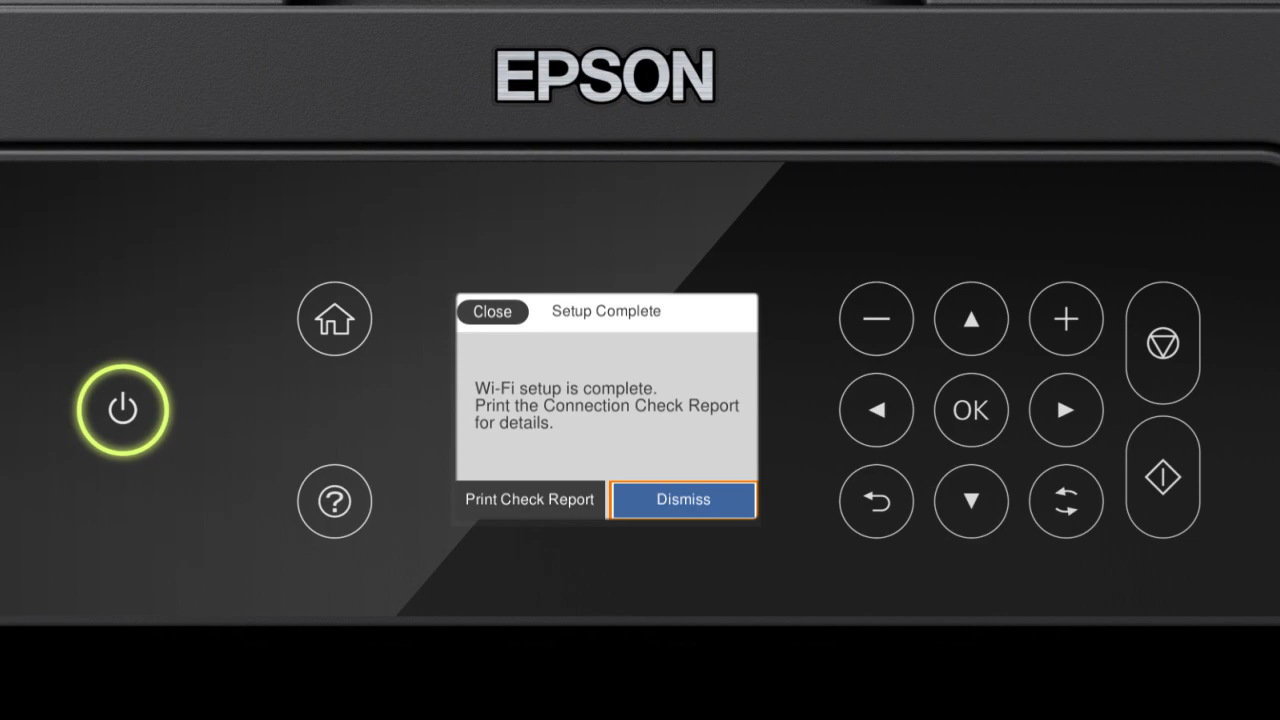 EPSON
Close
Setup Complete
Wi-Fi setup is complete.
Print the Connection Check Report
for details.
Print Check Report
Dismiss
OK